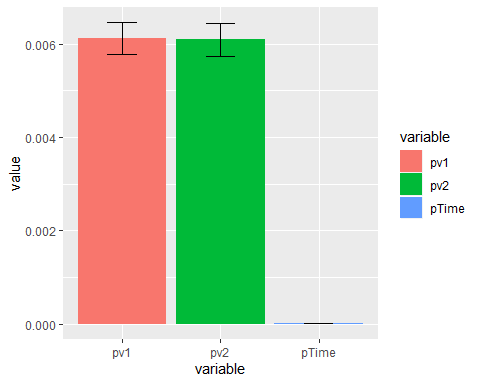 0.006
0.004
0.002
0.000
value
pv1 pv2 pTime
variable
variable
pv1
pv2
pTime